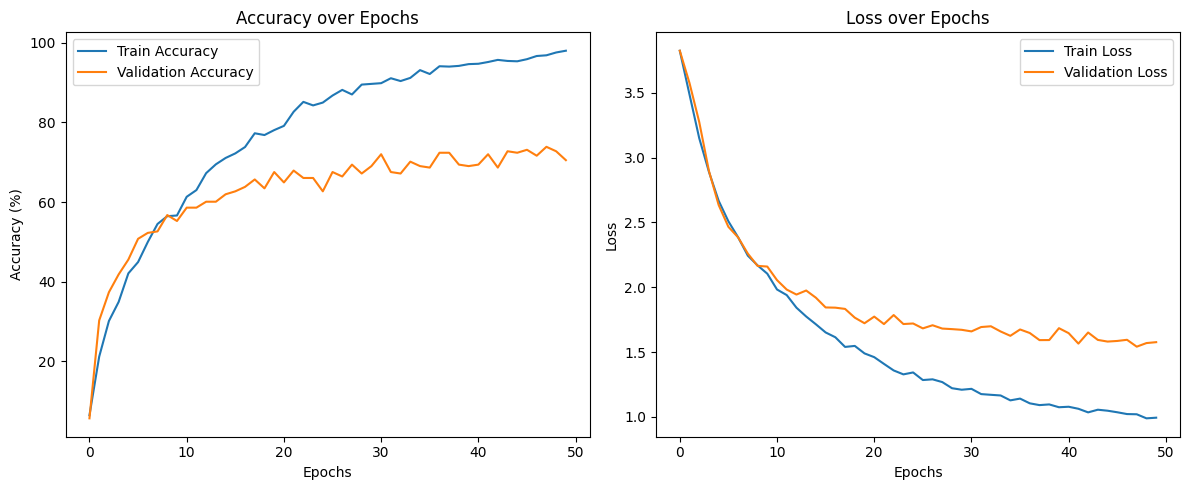 Accuracy over Epochs
Train Accuracy
Validation Accuracy
100
80
60
40
20
Accuracy (%)
0
10
20
30
40
50
Epochs
Loss over Epochs
Train Loss
Validation Loss
3.5
3.0
2.5
2.0
1.5
1.0
Loss
0
10
20
30
40
50
Epochs